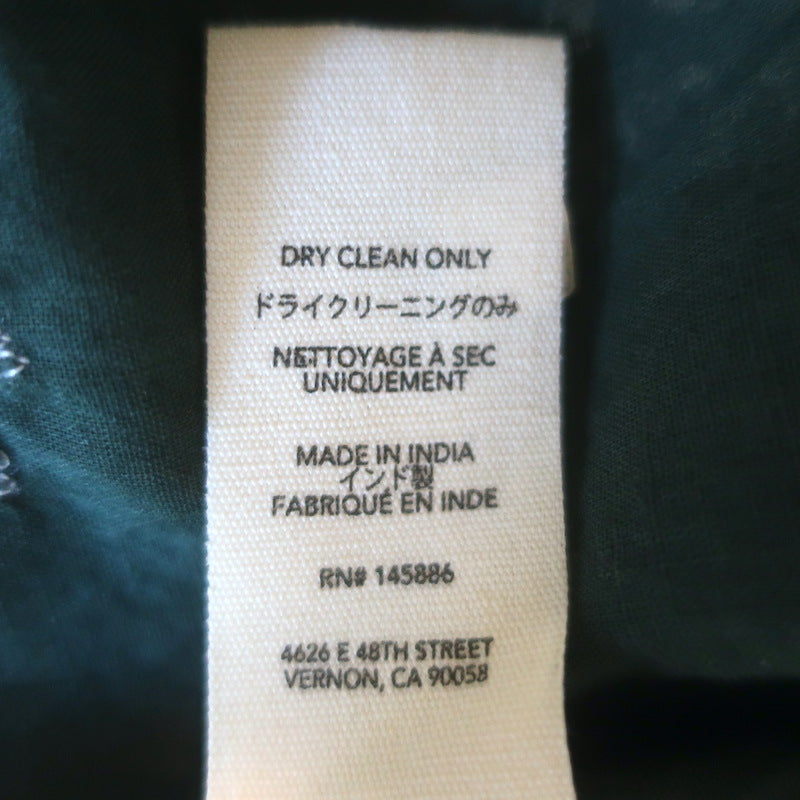 DRY CLEAN ONLY
ドライクリーニングのみ
NETTOYAGE À SEC
UNIQUEMENT
MADE IN INDIA
インド製
FABRIQUÉ EN INDE
RN# 145886
4626 E 48TH STREET
VERNON, CA 90058